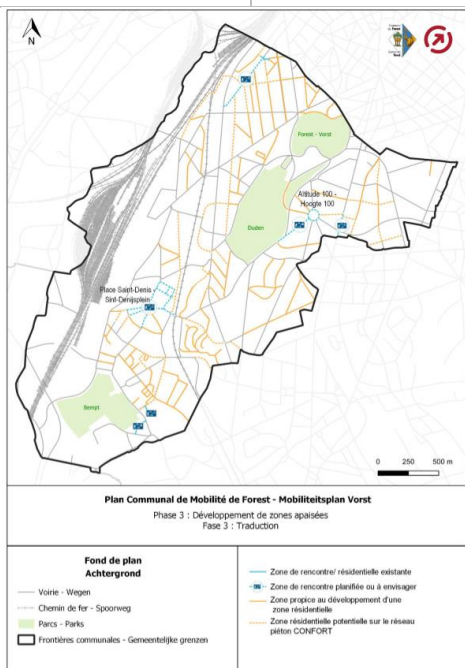 N
Forest - Vorst
Altitude 100 -
Hoogte 100
Duden
Place Saint-Denis
Sint-Denijsplein
Bempt
0 250 500 m
Plan Communal de Mobilité de Forest - Mobiliteitsplan Vorst
Phase 3 : Développement de zones apaisées
Fase 3 : Traduction
Fond de plan
Achtergrond
Voirie - Wegen
Chemin de fer - Spoorweg
Parcs - Parks
Frontières communales - Gemeentelijke grenzen
Zone de rencontre/ résidentielle existante
Zone de rencontre planifiée ou à envisager
Zone propice au développement d'une
zone résidentielle
Zone résidentielle potentielle sur le réseau
piéton CONFORT